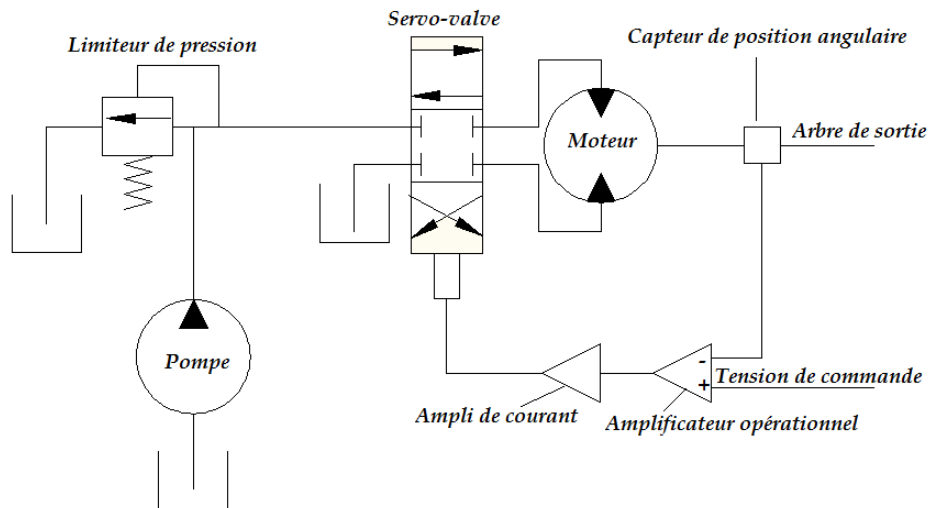 Servo-valve
Limiteur de pression
Capteur de position angulaire
Moteur
Arbre de sortie
Pompe
-
+
Tension de commande
Ampli de courant
Amplificateur opérationnel